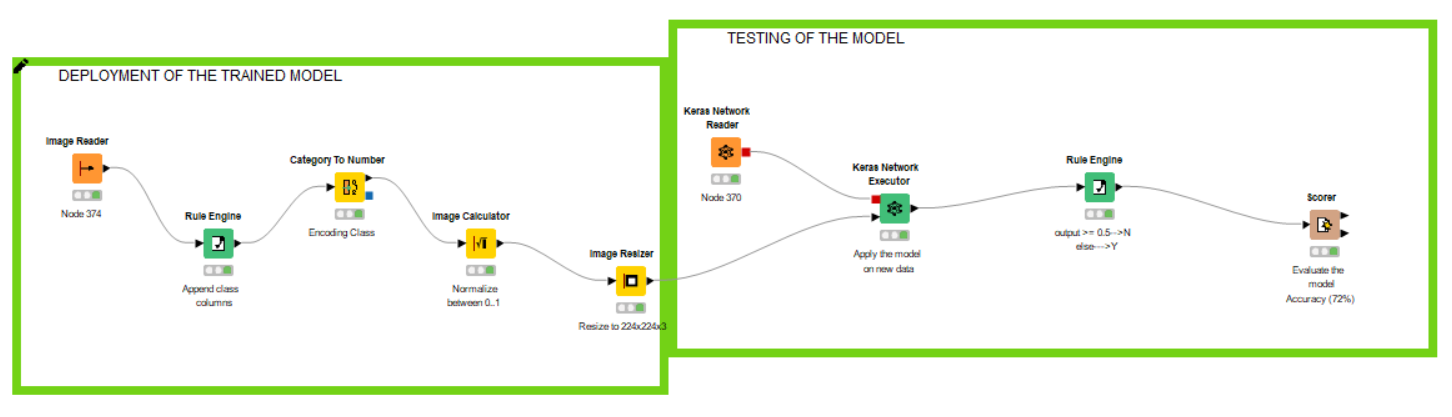 TESTING OF THE MODEL
DEPLOYMENT OF THE TRAINED MODEL
Image Reader
Node 374
Rule Engine
Append class
columns
Category To Number
Encoding Class
Image Calculator
Normalize
between 0..1
Image Resizer
Resize to 224x224x3
Keras Network
Reader
Node 370
Keras Network
Executor
Apply the model
on new data
Rule Engine
output >= 0.5-->N
else--->Y
Scorer
Evaluate the
model
Accuracy (72%)